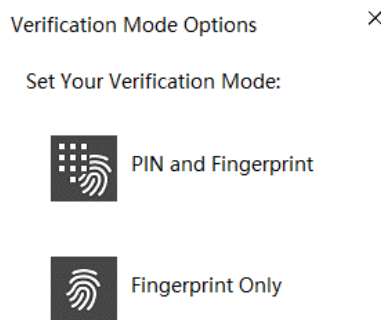 Verification Mode Options
Set Your Verification Mode:
PIN and Fingerprint
Fingerprint Only